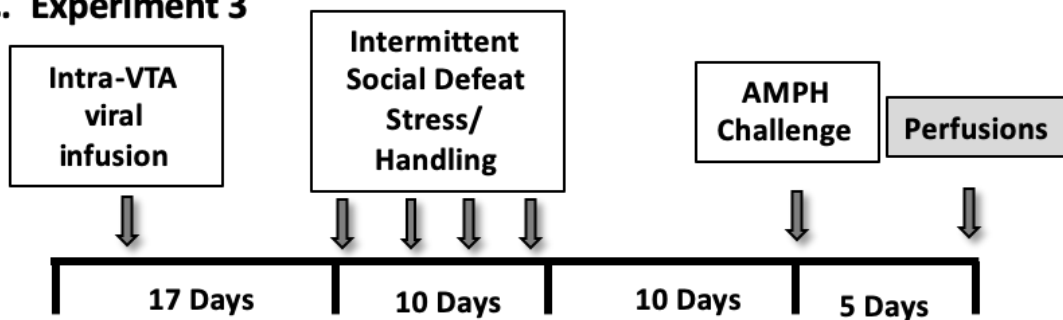 . Experiment 3
Intra-VTA
viral
infusion
Intermittent
Social Defeat
Stress/
Handling
AMPH
Challenge
Perfusions
17 Days
10 Days
10 Days
5 Days